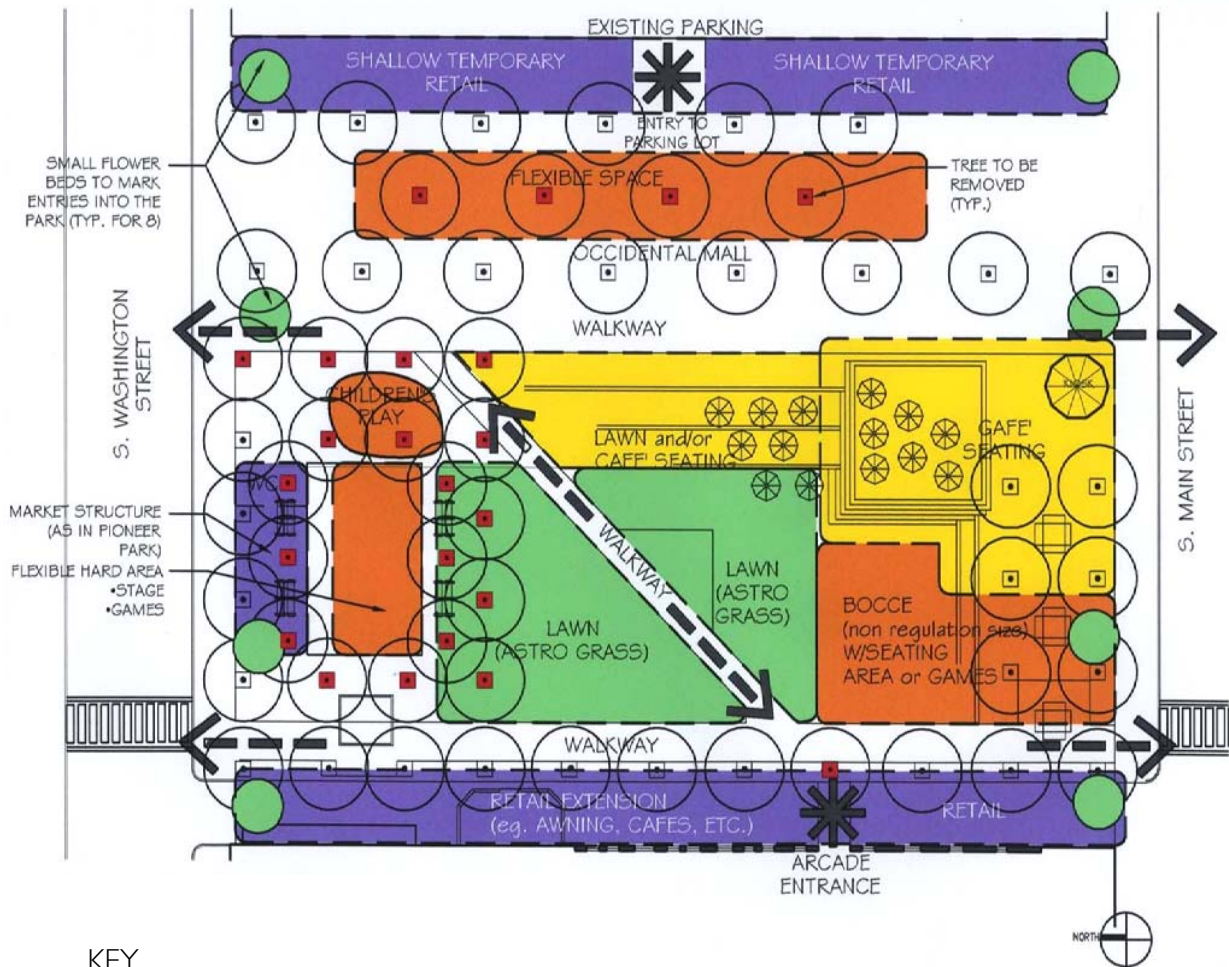 EXISTING PARKING
SHALLOW TEMPORARY
RETAIL
SHALLOW TEMPORARY
RETAIL
ENTRY TO
PARKING LOT
SMALL FLOWER
BEDS TO MARK
ENTRIES INTO THE
PARK (TYP. FOR 8)
FLEXIBLE SPACE
TREE TO BE
REMOVED
(TYP.)
OCCIDENTAL MALL
S. WASHINGTON
STREET
WALKWAY
S. MAIN STREET
CHILDREN'S
PLAY
KIOSK
LAWN and/or
CAFE' SEATING
CAFE'
SEATING
WC
MARKET STRUCTURE
(AS IN PIONEER
PARK)
FLEXIBLE HARD AREA
•STAGE
•GAMES
WALKWAY
LAWN
(ASTRO
GRASS)
LAWN
(ASTRO GRASS)
BOCCE
(non regulation size)
W/SEATING
AREA or GAMES
WALKWAY
RETAIL EXTENSION
(eg. AWNING, CAFES, ETC.)
RETAIL
ARCADE
ENTRANCE
NORTH
KEY